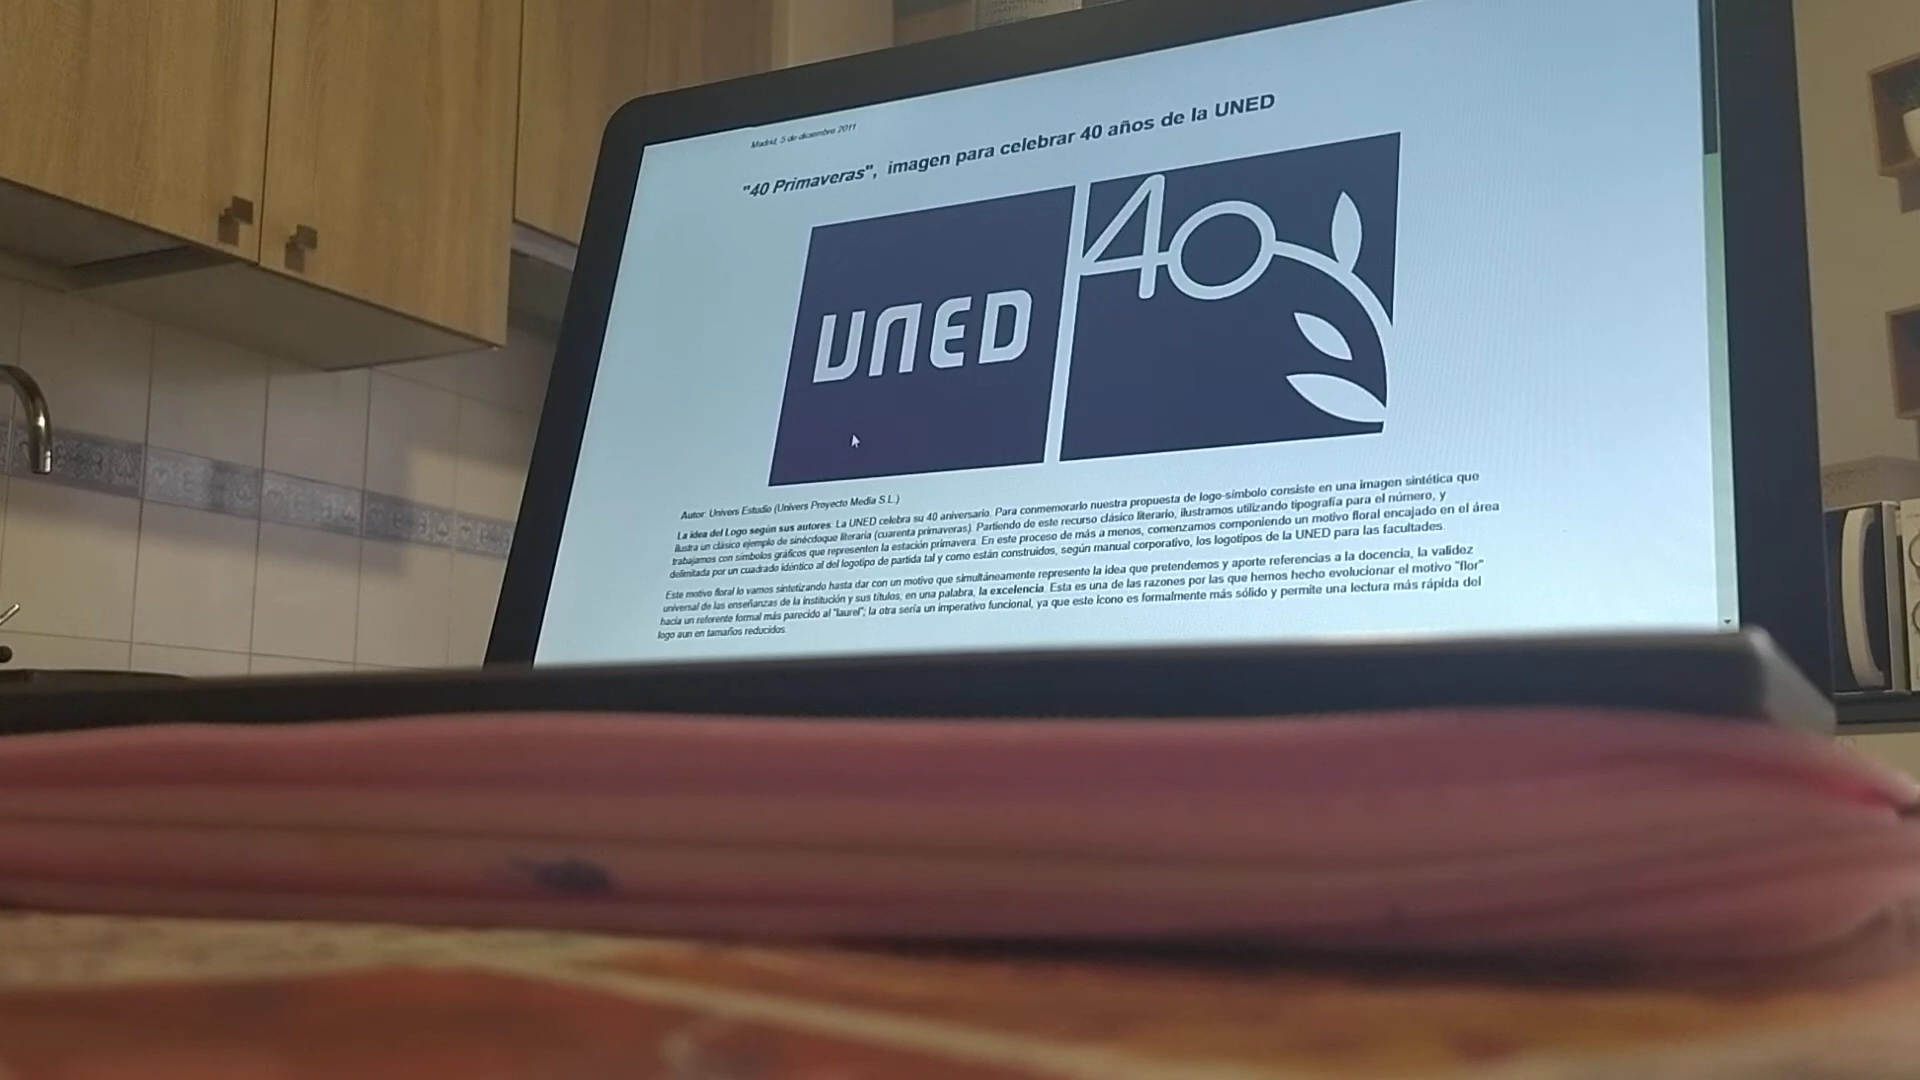 Madrid, 5 de diciembre 2011
"40 Primaveras", imagen para celebrar 40 años de la UNED
UNED
40
Autor: Univers Estudio (Univers Proyecto Media S.L.)
La idea del Logo según sus autores: La UNED celebra su 40 aniversario. Para conmemorarlo nuestra propuesta de logo-símbolo consiste en una imagen sintética que
ilustra un clásico ejemplo de sinécdoque literaria (cuarenta primaveras). Partiendo de este recurso clásico literario, ilustramos utilizando tipografía para el número, y
trabajamos con símbolos gráficos que representen la estación primavera. En este proceso de más a menos, comenzamos componiendo un motivo floral encajado en el área
delimitada por un cuadrado idéntico al del logotipo de partida tal y como están construidos, según manual corporativo, los logotipos de la UNED para las facultades.
Este motivo floral lo vamos sintetizando hasta dar con un motivo que simultáneamente represente la idea que pretendemos y aporte referencias a la docencia, la validez
universal de las enseñanzas de la institución y sus títulos; en una palabra, la excelencia. Esta es una de las razones por las que hemos hecho evolucionar el motivo "flor"
hacia un referente formal más parecido al "laurel"; la otra sería un imperativo funcional, ya que este icono es formalmente más sólido y permite una lectura más rápida del
logo aun en tamaños reducidos.